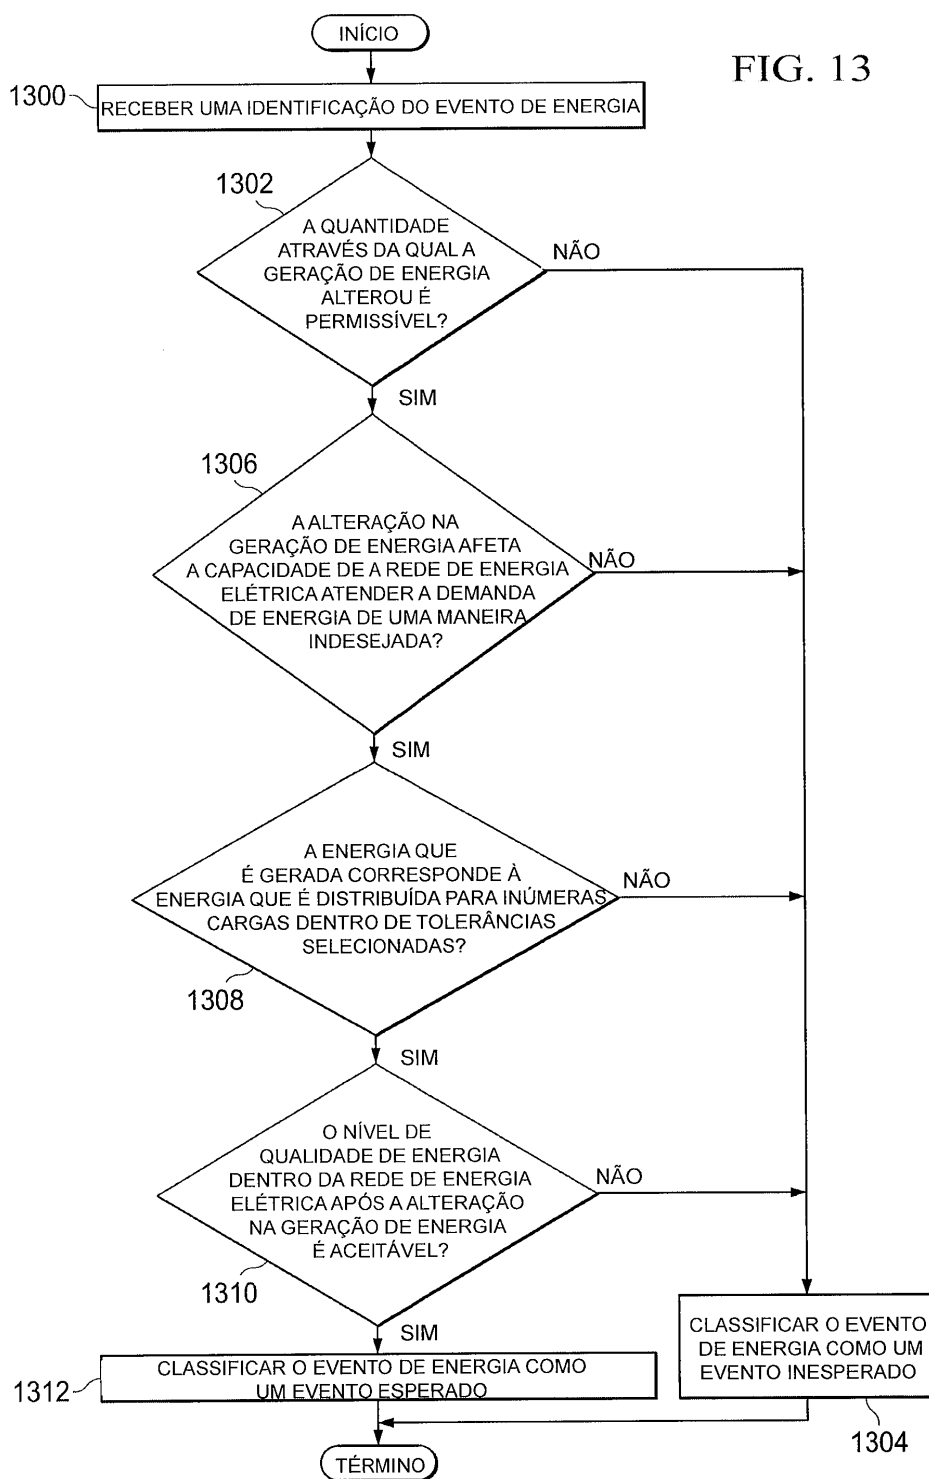 INÍCIO
FIG. 13
1300
RECEBER UMA IDENTIFICAÇÃO DO EVENTO DE ENERGIA
1302
A QUANTIDADE
ATRAVÉS DA QUAL A
GERAÇÃO DE ENERGIA
ALTEROU É
PERMISSÍVEL?
NÃO
SIM
1306
A ALTERAÇÃO NA
GERAÇÃO DE ENERGIA AFETA
A CAPACIDADE DE A REDE DE ENERGIA
ELÉTRICA ATENDER A DEMANDA
DE ENERGIA DE UMA MANEIRA
INDESEJADA?
NÃO
SIM
A ENERGIA QUE
É GERADA CORRESPONDE À
ENERGIA QUE É DISTRIBUÍDA PARA INÚMERAS
CARGAS DENTRO DE TOLERÂNCIAS
SELECIONADAS?
NÃO
1308
SIM
O NÍVEL DE
QUALIDADE DE ENERGIA
DENTRO DA REDE DE ENERGIA
ELÉTRICA APÓS A ALTERAÇÃO
NA GERAÇÃO DE ENERGIA
É ACEITÁVEL?
NÃO
1310
SIM
CLASSIFICAR O EVENTO DE ENERGIA COMO
UM EVENTO ESPERADO
1312
CLASSIFICAR O EVENTO
DE ENERGIA COMO UM
EVENTO INESPERADO
1304
TÉRMINO